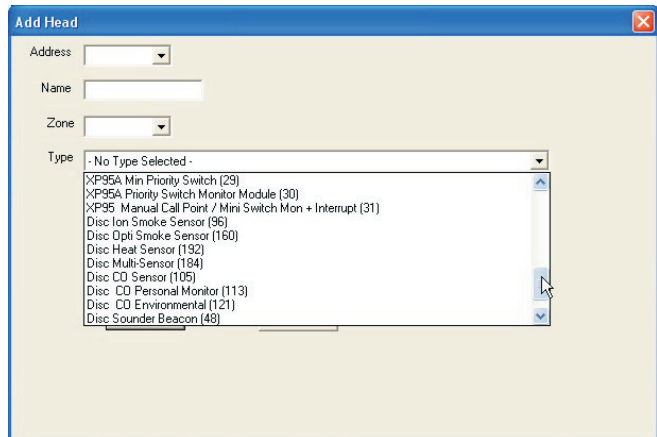 Add Head
Address
Name
Zone
Type - No Type Selected -
XP95A Min Priority Switch (29)
XP95A Priority Switch Monitor Module (30)
XP95 Manual Call Point / Mini Switch Mon + Interrupt (31)
Disc Ion Smoke Sensor (96)
Disc Opti Smoke Sensor (160)
Disc Heat Sensor (192)
Disc Multi-Sensor (184)
Disc CO Sensor (105)
Disc CO Personal Monitor (113)
Disc CO Environmental (121)
Disc Sounder Beacon (48)